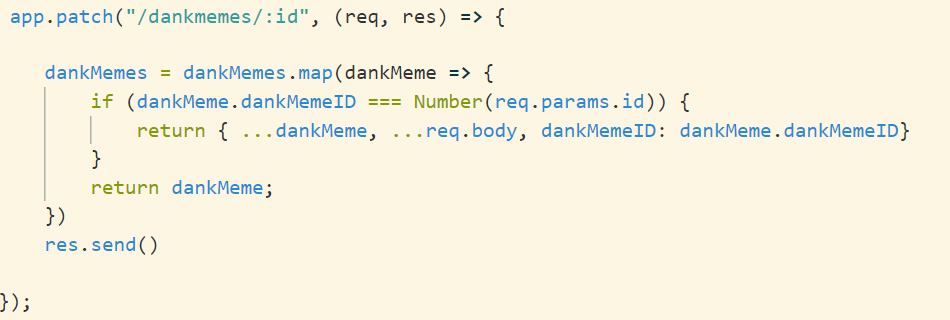 app.patch("/dankmemes/:id", (req, res) => {
dankMemes = dankMemes.map(dankMeme => {
if (dankMeme.dankMemeID === Number(req.params.id)) {
return { ...dankMeme, ...req.body, dankMemeID: dankMeme.dankMemeID}
}
return dankMeme;
})
res.send()
});